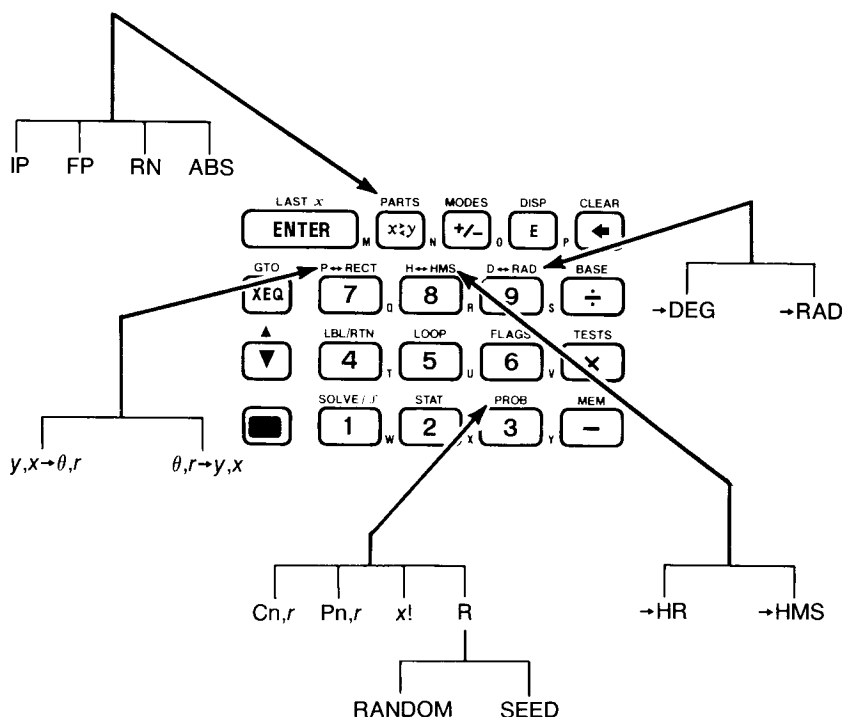 IP FP RN ABS
LAST x PARTS MODES DISP CLEAR
ENTER M x≷y N +/− O E P ←
GTO P↔RECT H↔HMS D↔RAD BASE
XEQ 7 Q 8 R 9 S ÷
→DEG →RAD
▲ LBL/RTN LOOP FLAGS TESTS
▼ 4 T 5 U 6 V ×
SOLVE/∫ STAT PROB MEM
1 W 2 X 3 Y −
y,x→θ,r θ,r→y,x
Cn,r Pn,r x! R
→HR →HMS
RANDOM SEED